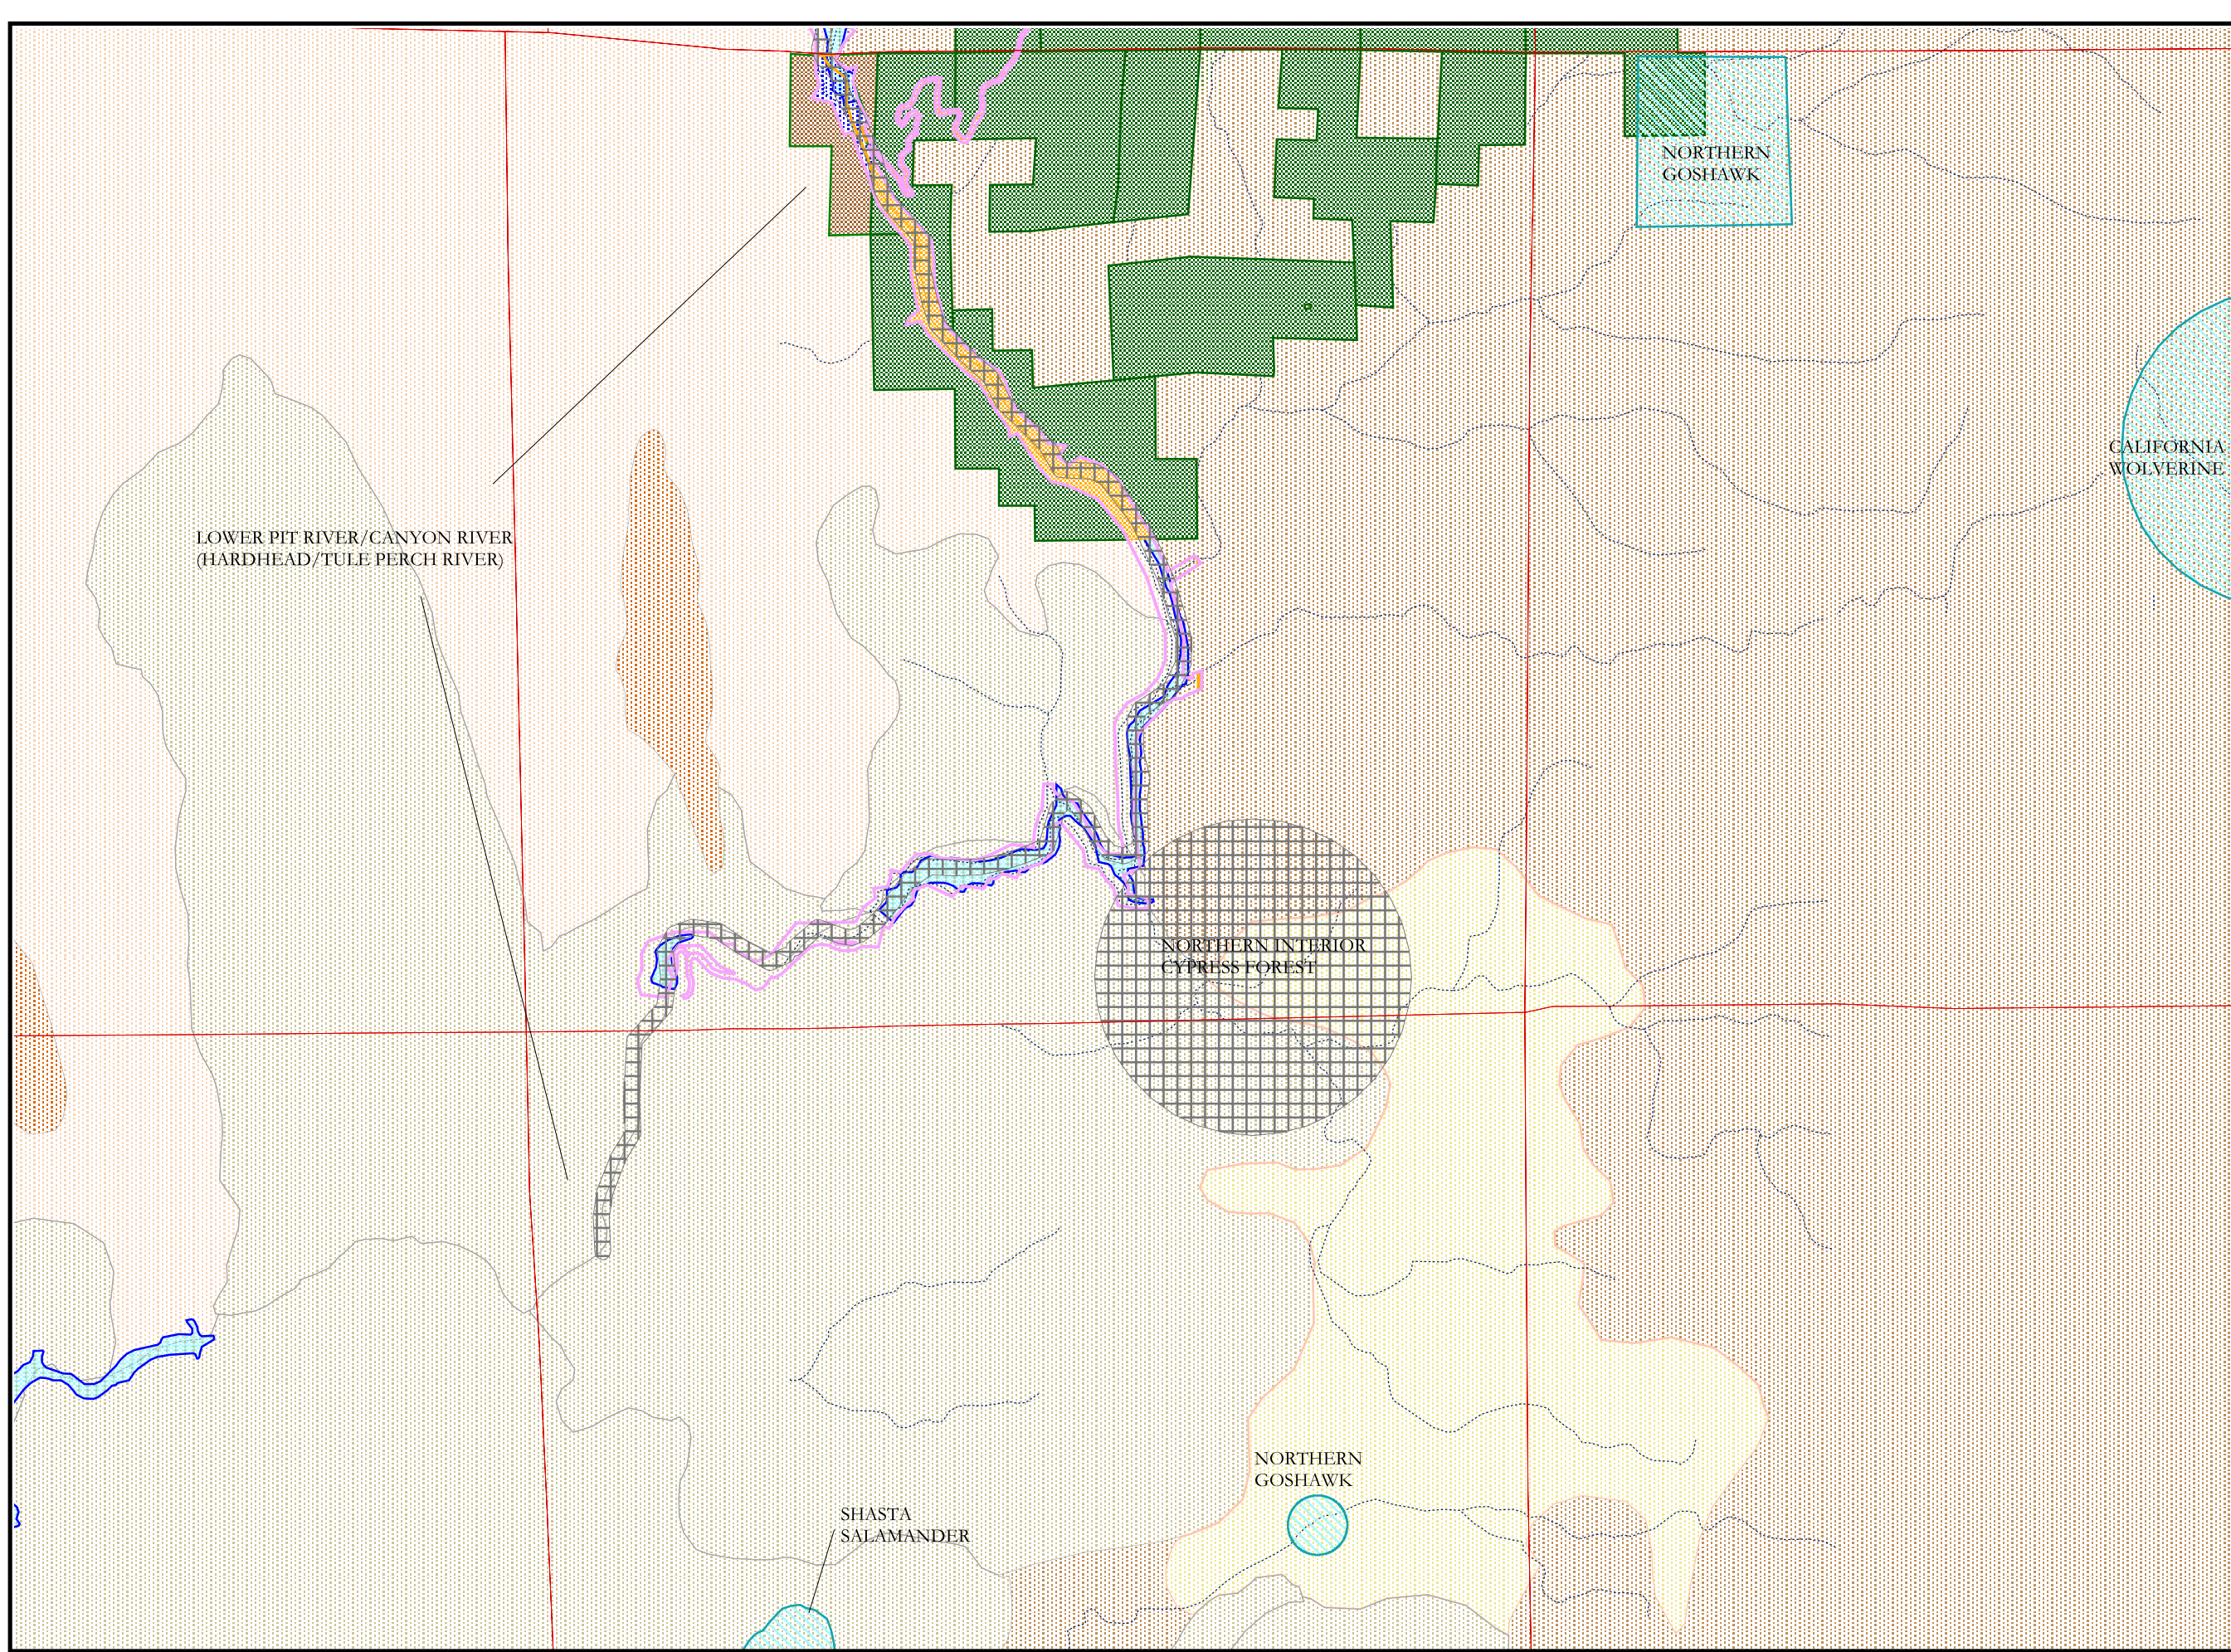 NORTHERN
GOSHAWK
CALIFORNIA
WOLVERINE
LOWER PIT RIVER/CANYON RIVER
(HARDHEAD/TULE PERCH RIVER)
NORTHERN INTERIOR
CYPRESS FOREST
NORTHERN
GOSHAWK
SHASTA
SALAMANDER